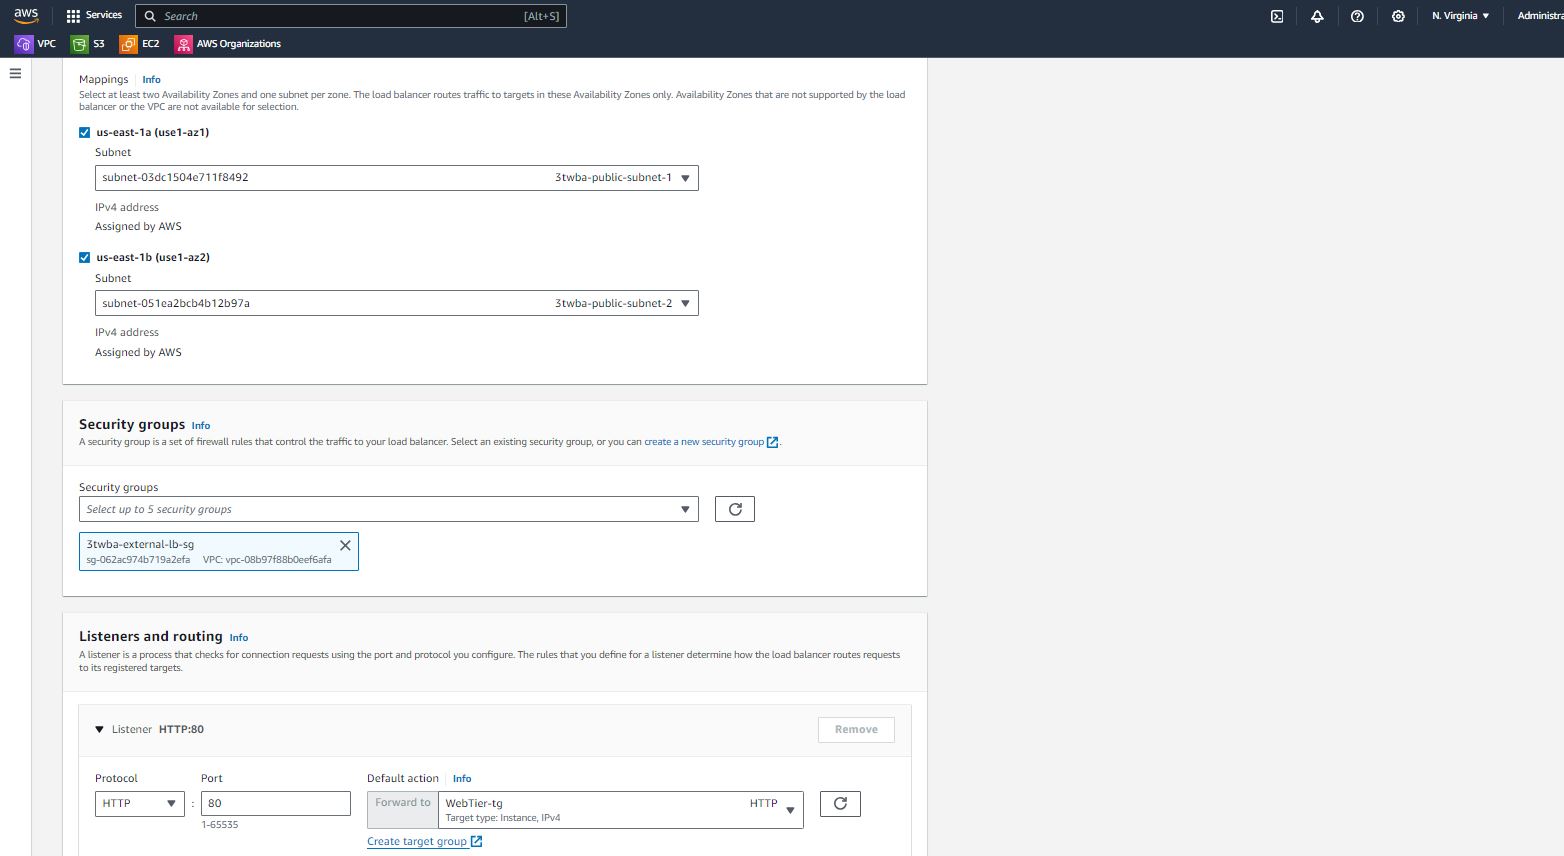 aws
Services
Search
[Alt+S]
N. Virginia
Administra
VPC
S3
EC2
AWS Organizations
Mappings
Info
Select at least two Availability Zones and one subnet per zone. The load balancer routes traffic to targets in these Availability Zones only. Availability Zones that are not supported by the load
balancer or the VPC are not available for selection.
us-east-1a (use1-az1)
Subnet
subnet-03dc1504e711f8492
3twba-public-subnet-1
IPv4 address
Assigned by AWS
us-east-1b (use1-az2)
Subnet
subnet-051ea2bcb4b12b97a
3twba-public-subnet-2
IPv4 address
Assigned by AWS
Security groups
Info
A security group is a set of firewall rules that control the traffic to your load balancer. Select an existing security group, or you can create a new security group.
Security groups
Select up to 5 security groups
3twba-external-lb-sg
sg-062ac974b719a2efa
VPC: vpc-08b97f88b0eef6afa
Listeners and routing
Info
A listener is a process that checks for connection requests using the port and protocol you configure. The rules that you define for a listener determine how the load balancer routes requests
to its registered targets.
Listener HTTP:80
Remove
Protocol
Port
Default action
Info
HTTP
:
80
Forward to
WebTier-tg
HTTP
Target type: Instance, IPv4
1-65535
Create target group